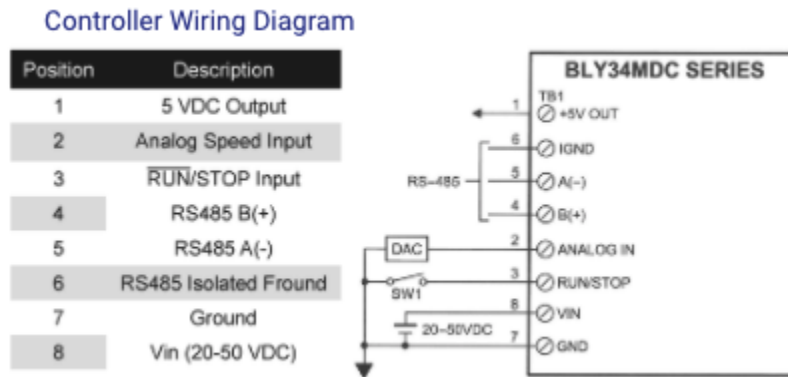 Controller Wiring Diagram
Position Description
1 5 VDC Output
2 Analog Speed Input
3 RUN/STOP Input
4 RS485 B(+)
5 RS485 A(-)
6 RS485 Isolated Fround
7 Ground
8 Vin (20-50 VDC)
BLY34MDC SERIES
TB1
1 +5V OUT
6 IGND
RS-485 5 A(-)
4 B(+)
DAC 2 ANALOG IN
3 RUN/STOP
SW1
8 VIN
20-50VDC
7 GND